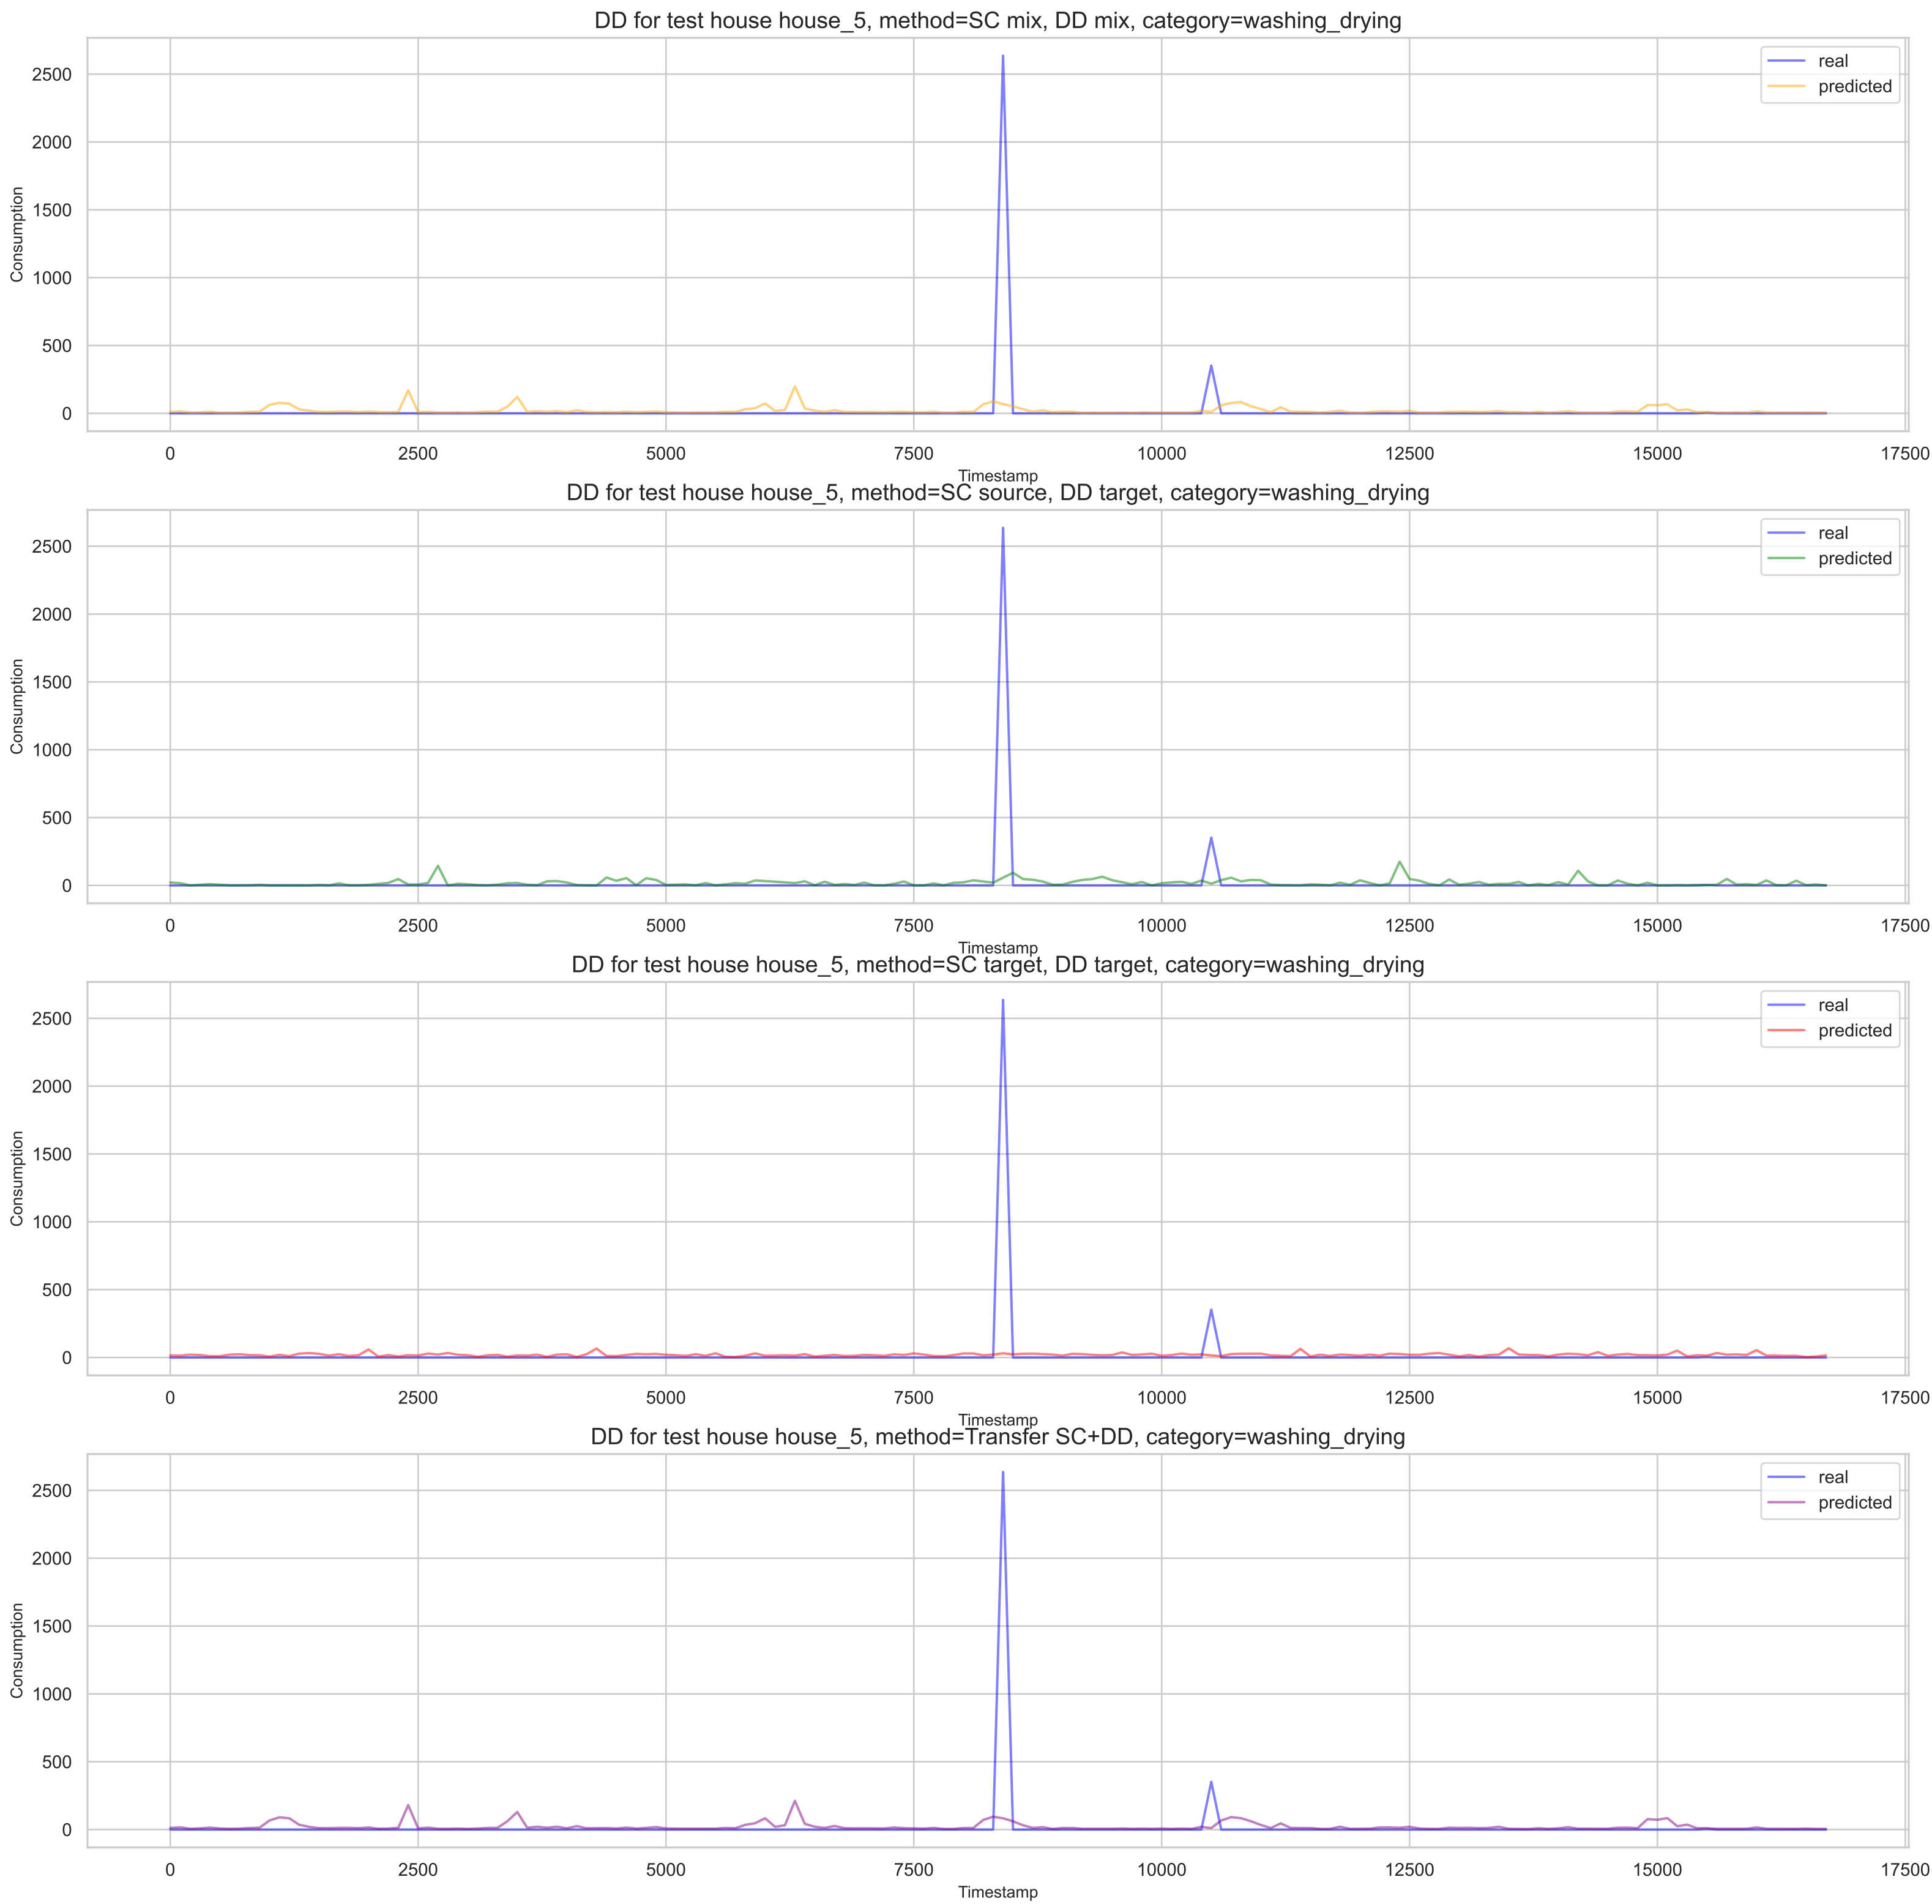 DD for test house house_5, method=SC mix, DD mix, category=washing_drying
real
predicted
2500
2000
1500
1000
500
0
Consumption
0 2500 5000 7500 10000 12500 15000 17500
Timestamp
DD for test house house_5, method=SC source, DD target, category=washing_drying
real
predicted
2500
2000
1500
1000
500
0
Consumption
0 2500 5000 7500 10000 12500 15000 17500
Timestamp
DD for test house house_5, method=SC target, DD target, category=washing_drying
real
predicted
2500
2000
1500
1000
500
0
Consumption
0 2500 5000 7500 10000 12500 15000 17500
Timestamp
DD for test house house_5, method=Transfer SC+DD, category=washing_drying
real
predicted
2500
2000
1500
1000
500
0
Consumption
0 2500 5000 7500 10000 12500 15000 17500
Timestamp